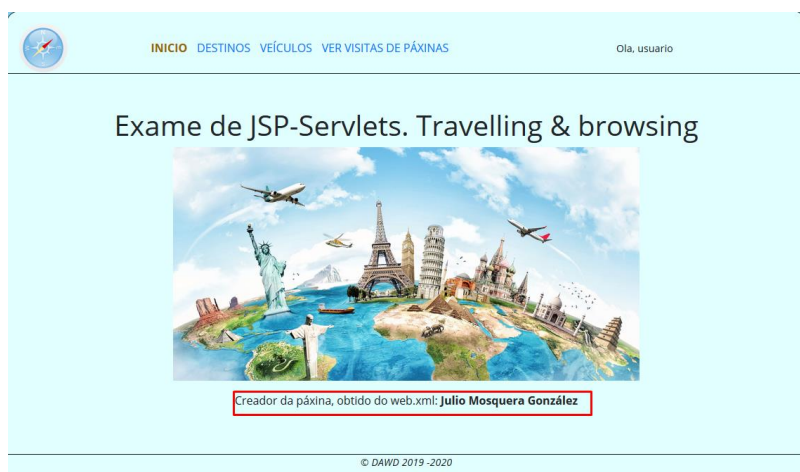 INICIO DESTINOS VEÍCULOS VER VISITAS DE PÁXINAS Ola, usuario
Exame de JSP-Servlets. Travelling & browsing
Creador da páxina, obtido do web.xml: Julio Mosquera González
© DAWD 2019 -2020